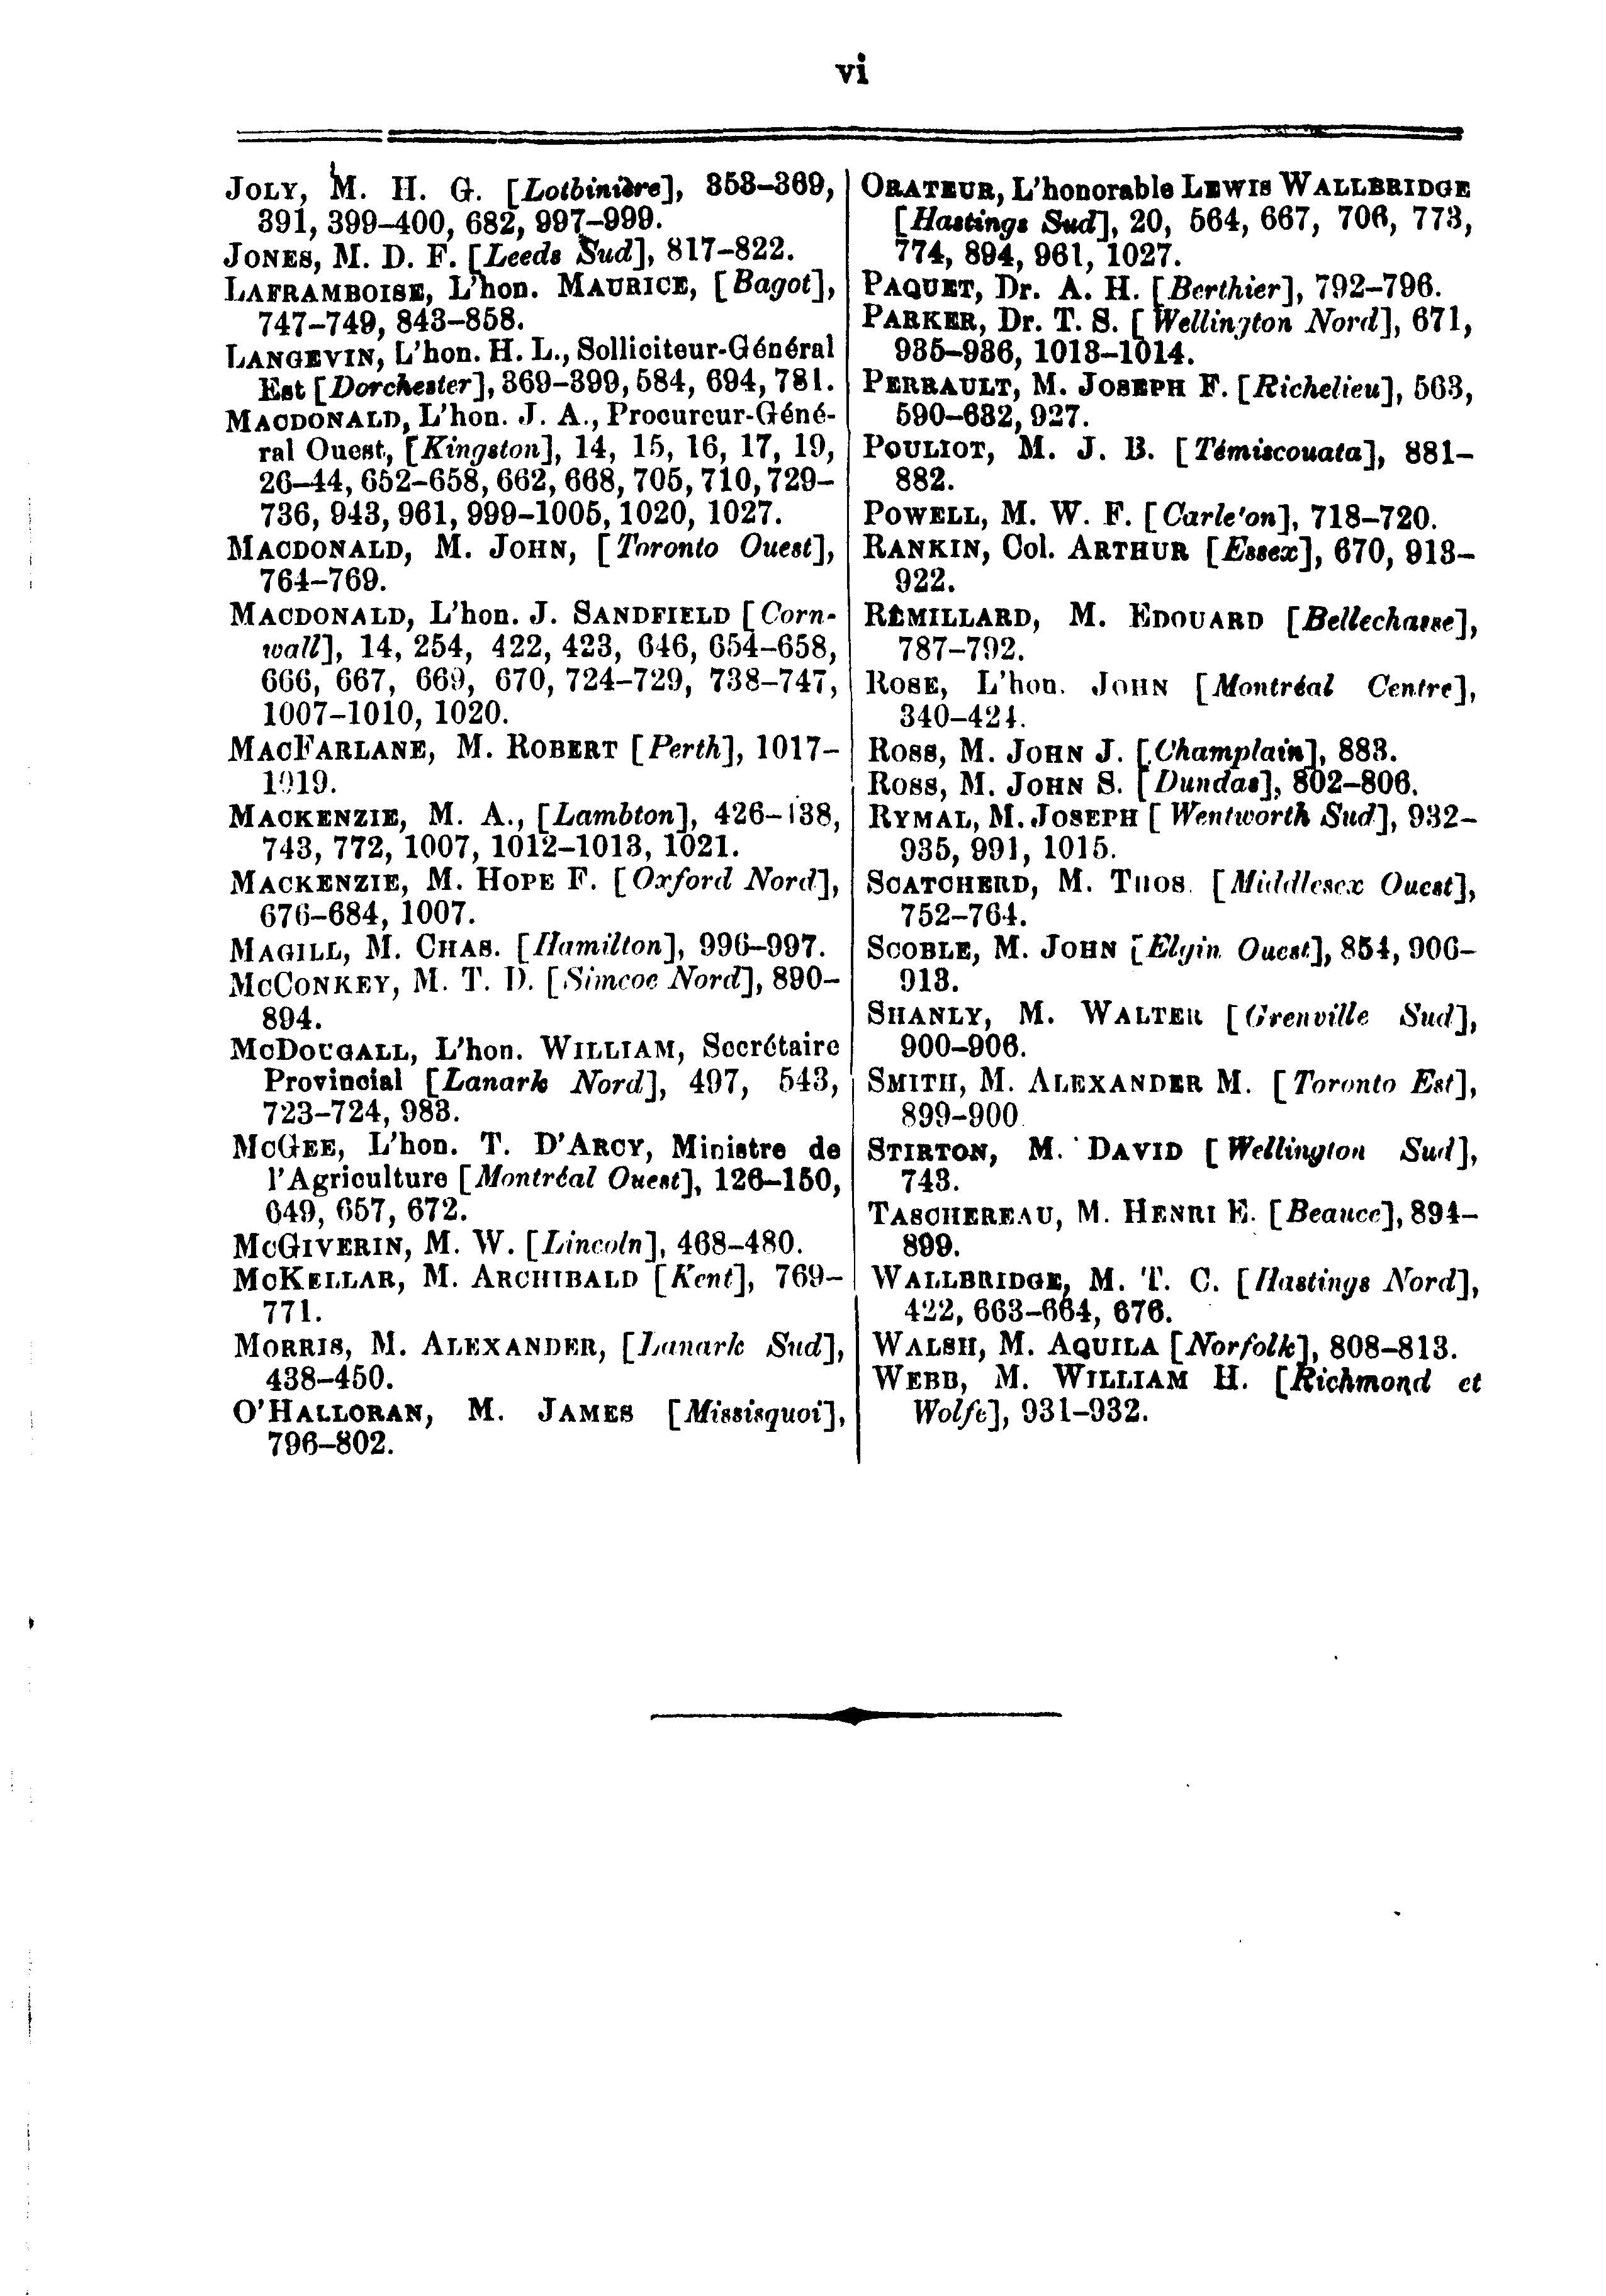 vi
JOLY, M. H. G. [Lotbinière], 353–369,
391, 399–400, 682, 997–999.
JONES, M. D. F. [Leeds Sud], 817–822.
LAFRAMBOISE, L'hon. MAURICE, [Bagot],
747–749, 843–858.
LANGEVIN, L'hon. H. L., Solliciteur-Général
Est [Dorchester], 369–399, 584, 694, 781.
MACDONALD, L'hon. J. A., Procureur-Géné-
ral Ouest, [Kingston], 14, 15, 16, 17, 19,
26–44, 652–658, 662, 668, 705, 710, 729–
736, 943, 961, 999–1005, 1020, 1027.
MACDONALD, M. JOHN, [Toronto Ouest],
764–769.
MACDONALD, L'hon. J. SANDFIELD [Corn-
wall], 14, 254, 422, 423, 646, 654–658,
666, 667, 669, 670, 724–729, 738–747,
1007–1010, 1020.
MACFARLANE, M. ROBERT [Perth], 1017–
1019.
MACKENZIE, M. A., [Lambton], 426–438,
743, 772, 1007, 1012–1013, 1021.
MACKENZIE, M. HOPE F. [Oxford Nord],
676–684, 1007.
MAGILL, M. CHAS. [Hamilton], 996–997.
MCCONKEY, M. T. D. [Simcoe Nord], 890–
894.
MCDOUGALL, L'hon. WILLIAM, Secrétaire
Provincial [Lanark Nord], 497, 543,
723–724, 983.
MCGEE, L'hon. T. D'ARCY, Ministre de
l'Agriculture [Montréal Ouest], 126–150,
649, 657, 672.
MCGIVERIN, M. W. [Lincoln], 468–480.
MCKELLAR, M. ARCHIBALD [Kent], 769–
771.
MORRIS, M. ALEXANDER, [Lanark Sud],
438–450.
O'HALLORAN, M. JAMES [Missisquoi],
796–802.
ORATEUR, L'honorable LEWIS WALLBRIDGE
[Hastings Sud], 20, 564, 667, 706, 773,
774, 894, 961, 1027.
PAQUET, Dr. A. H. [Berthier], 792–796.
PARKER, Dr. T. S. [Wellington Nord], 671,
935–936, 1013–1014.
PERRAULT, M. JOSEPH F. [Richelieu], 563,
590–632, 927.
POULIOT, M. J. B. [Témiscouata], 881–
882.
POWELL, M. W. F. [Carle'on], 718–720.
RANKIN, Col. ARTHUR [Essex], 670, 913–
922.
RÉMILLARD, M. EDOUARD [Bellechasse],
787–792.
ROSE, L'hon. JOHN [Montréal Centre],
340–424.
ROSS, M. JOHN J. [Champlain], 883.
ROSS, M. JOHN S. [Dundas], 802–806.
RYMAL, M. JOSEPH [Wentworth Sud], 932–
935, 991, 1015.
SCATCHERD, M. THOS. [Middlesex Ouest],
752–764.
SCOBLE, M. JOHN [Elgin Ouest], 854, 906–
913.
SHANLY, M. WALTER [Grenville Sud],
900–906.
SMITH, M. ALEXANDER M. [Toronto Est],
899–900
STIRTON, M. DAVID [Wellington Sud],
743.
TASCHEREAU, M. HENRI E. [Beauce], 894–
899.
WALLBRIDGE, M. T. C. [Hastings Nord],
422, 663–664, 676.
WALSH, M. AQUILA [Norfolk], 808–813.
WEBB, M. WILLIAM H. [Richmond et
Wolfe], 931–932.